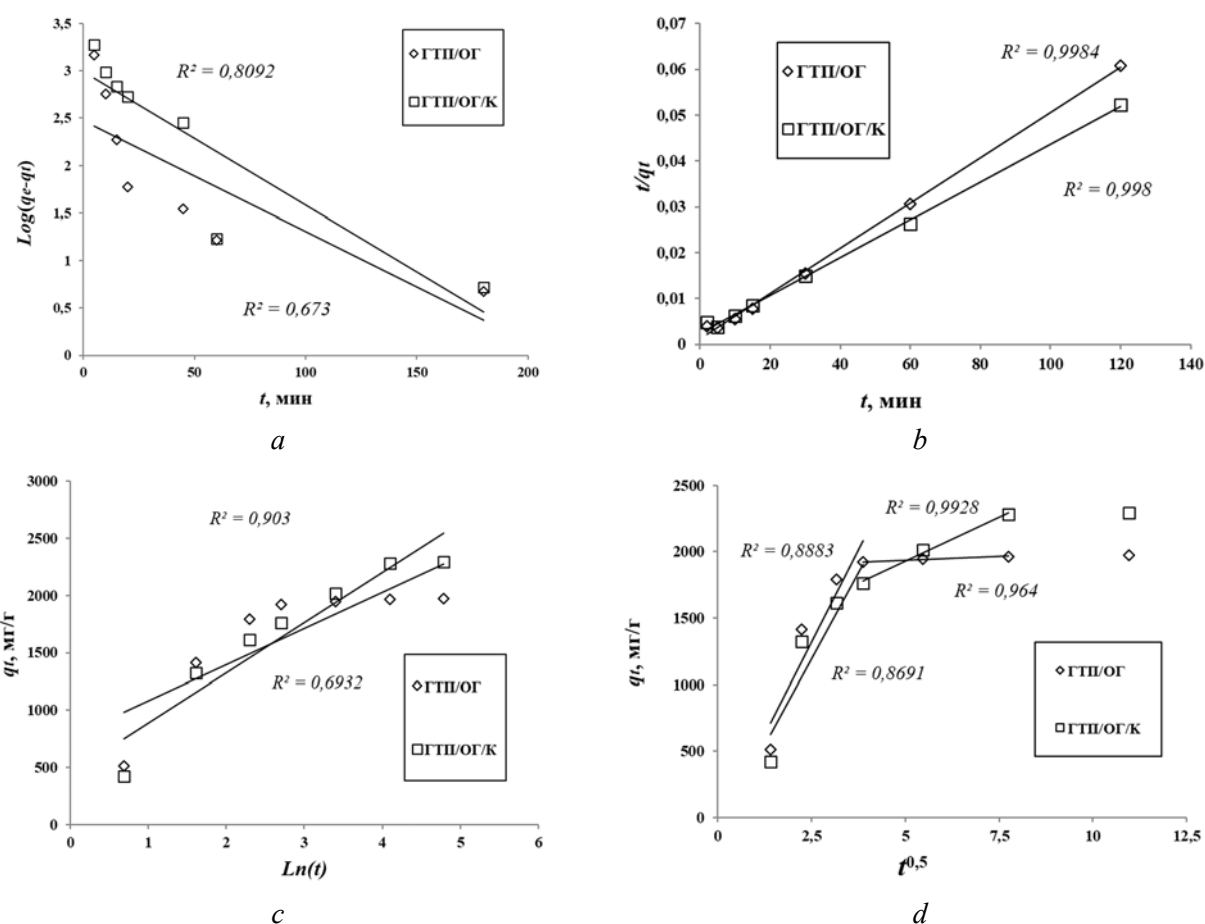 3,5
3
2,5
2
1,5
1
0,5
0
0
50
100
150
200
Log(qe-qt)
t, мин
R² = 0,8092
R² = 0,673
ГТП/ОГ
ГТП/ОГ/К
a
0,07
0,06
0,05
0,04
0,03
0,02
0,01
0
0
20
40
60
80
100
120
140
t/qt
t, мин
R² = 0,9984
R² = 0,998
ГТП/ОГ
ГТП/ОГ/К
b
3000
2500
2000
1500
1000
500
0
0
1
2
3
4
5
6
qt, мг/г
Ln(t)
R² = 0,903
R² = 0,6932
ГТП/ОГ
ГТП/ОГ/К
c
2500
2000
1500
1000
500
0
0
2,5
5
7,5
10
12,5
qt, мг/г
t0,5
R² = 0,9928
R² = 0,8883
R² = 0,964
R² = 0,8691
ГТП/ОГ
ГТП/ОГ/К
d